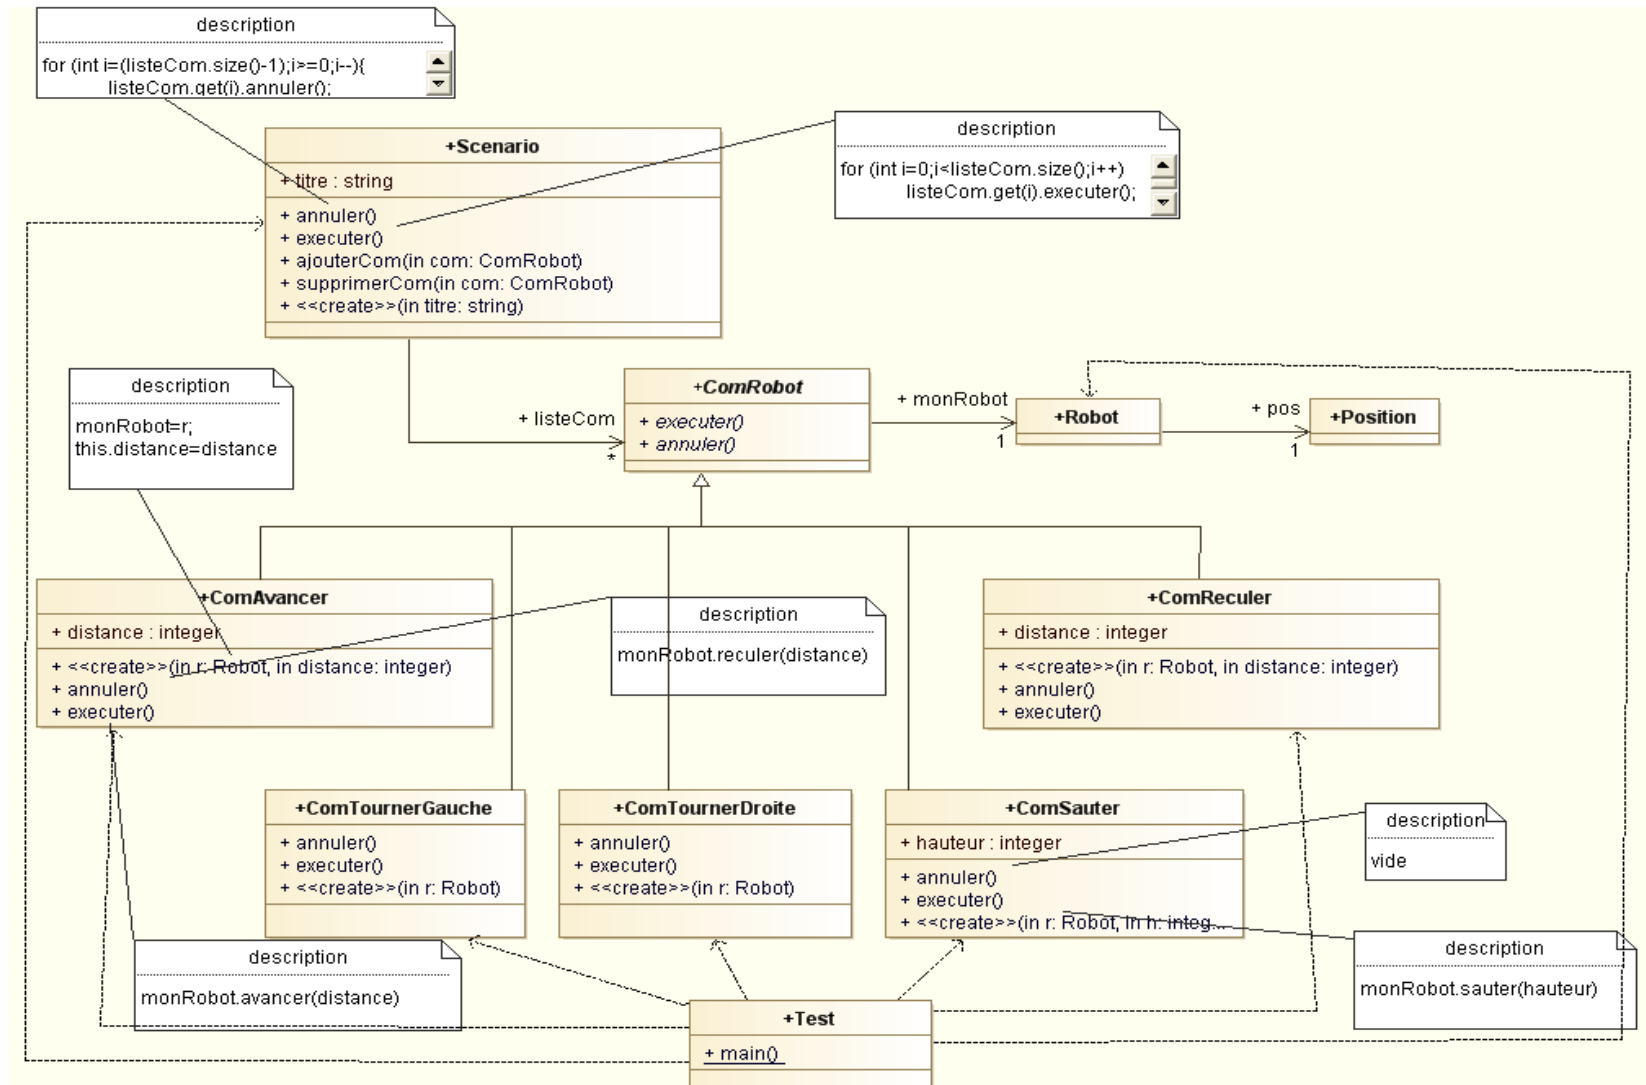 description
for (int i=(listeCom.size()-1);i>=0;i--){
listeCom.get(i).annuler();
description
for (int i=0;i<listeCom.size();i++)
listeCom.get(i).executer();
+Scenario
+ titre : string
+ annuler()
+ executer()
+ ajouterCom(in com: ComRobot)
+ supprimerCom(in com: ComRobot)
+ <<create>>(in titre: string)
description
monRobot=r;
this.distance=distance
+ listeCom
*
+ComRobot
+ executer()
+ annuler()
+ monRobot
1
+Robot
+ pos
1
+Position
+ComAvancer
+ distance : integer
+ <<create>>(in r: Robot, in distance: integer)
+ annuler()
+ executer()
description
monRobot.reculer(distance)
+ComReculer
+ distance : integer
+ <<create>>(in r: Robot, in distance: integer)
+ annuler()
+ executer()
+ComTournerGauche
+ annuler()
+ executer()
+ <<create>>(in r: Robot)
+ComTournerDroite
+ annuler()
+ executer()
+ <<create>>(in r: Robot)
+ComSauter
+ hauteur : integer
+ annuler()
+ executer()
+ <<create>>(in r: Robot, in h: integ...
description
vide
description
monRobot.avancer(distance)
description
monRobot.sauter(hauteur)
+Test
+ main()